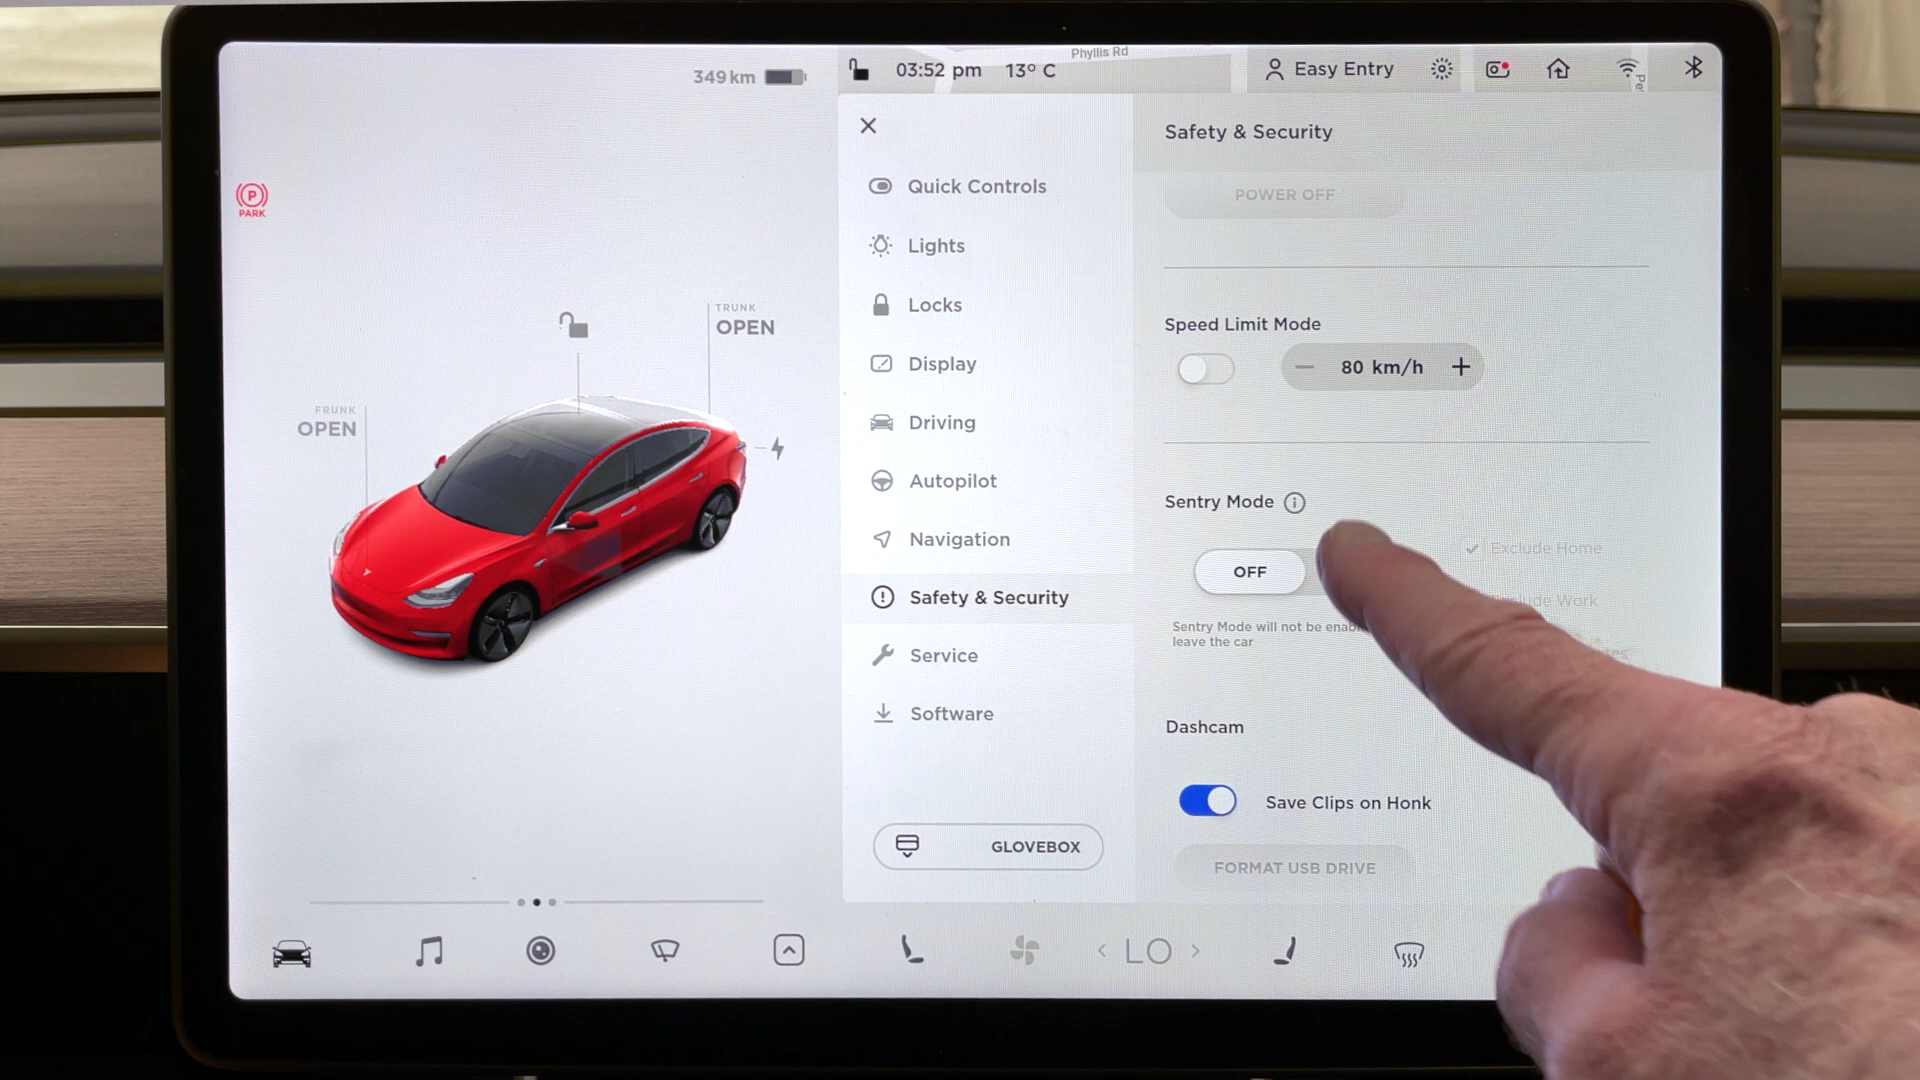 Phyllis Rd
349 km
03:52 pm
13° C
Easy Entry
P
PARK
Safety & Security
POWER OFF
Quick Controls
Lights
Locks
Display
Driving
Autopilot
Navigation
Safety & Security
Service
Software
GLOVEBOX
TRUNK
OPEN
FRUNK
OPEN
Speed Limit Mode
80 km/h
Sentry Mode
OFF
Exclude Home
Work
Sentry Mode will not be
leave the car
Dashcam
Save Clips on Honk
FORMAT USB DRIVE
LO